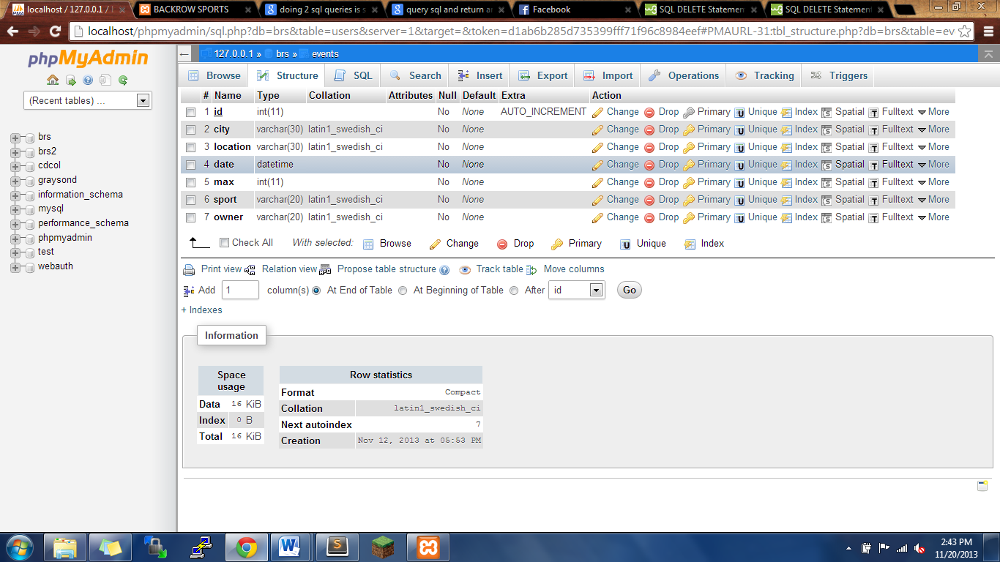 localhost / 127.0.0.1 / b
BACKROW SPORTS
doing 2 sql queries is s
query sql and return a
Facebook
SQL DELETE Statemen
SQL DELETE Statement
localhost/phpmyadmin/sql.php?db=brs&table=users&server=1&target=&token=d1ab6b285d735399fff71f96c8984eef#PMAURL-31:tbl_structure.php?db=brs&table=ev
phpMyAdmin
(Recent tables) ...
brs
brs2
cdcol
graysond
information_schema
mysql
performance_schema
phpmyadmin
test
webauth
127.0.0.1 » brs » events
Browse Structure SQL Search Insert Export Import Operations Tracking Triggers
# Name Type Collation Attributes Null Default Extra Action
1 id int(11) No None AUTO_INCREMENT Change Drop Primary Unique Index Spatial Fulltext More
2 city varchar(30) latin1_swedish_ci No None Change Drop Primary Unique Index Spatial Fulltext More
3 location varchar(30) latin1_swedish_ci No None Change Drop Primary Unique Index Spatial Fulltext More
4 date datetime No None Change Drop Primary Unique Index Spatial Fulltext More
5 max int(11) No None Change Drop Primary Unique Index Spatial Fulltext More
6 sport varchar(20) latin1_swedish_ci No None Change Drop Primary Unique Index Spatial Fulltext More
7 owner varchar(20) latin1_swedish_ci No None Change Drop Primary Unique Index Spatial Fulltext More
Check All With selected: Browse Change Drop Primary Unique Index
Print view Relation view Propose table structure Track table Move columns
Add 1 column(s) At End of Table At Beginning of Table After id Go
+ Indexes
Information
Space
usage
Data 16 KiB
Index 0 B
Total 16 KiB
Row statistics
Format Compact
Collation latin1_swedish_ci
Next autoindex 7
Creation Nov 12, 2013 at 05:53 PM
2:43 PM
11/20/2013